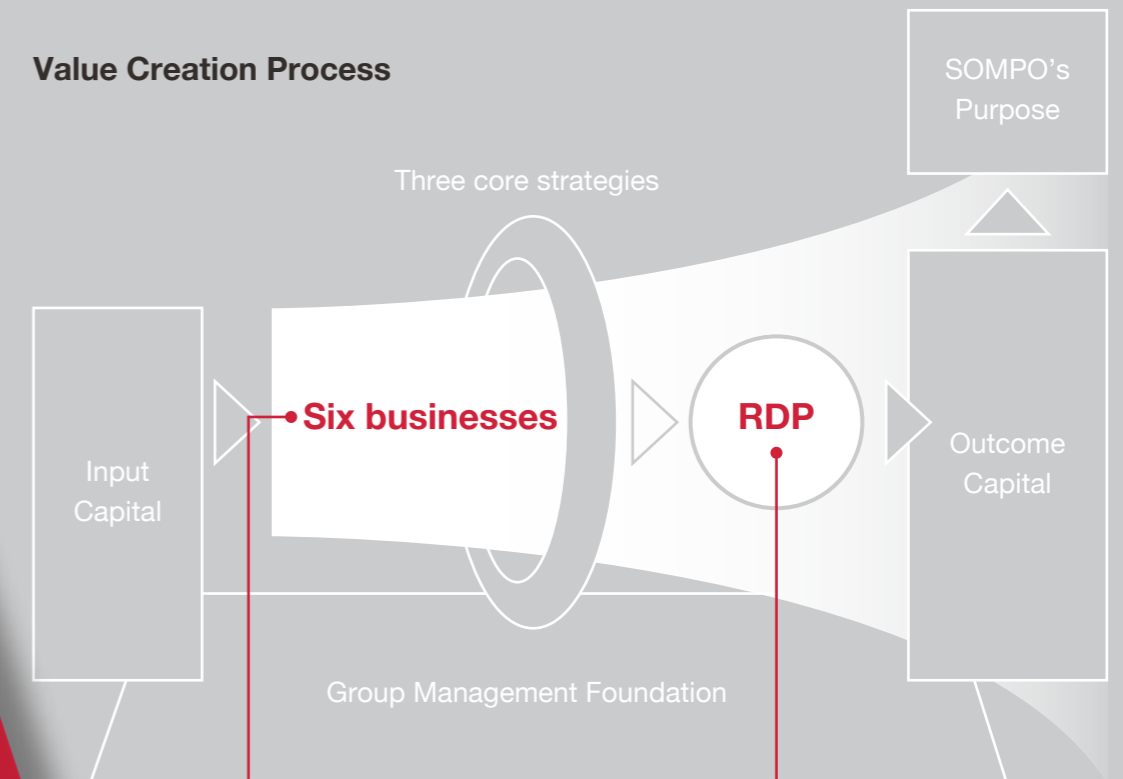 Value Creation Process
SOMPO's
Purpose
Three core strategies
Six businesses
RDP
Input
Capital
Outcome
Capital
Group Management Foundation